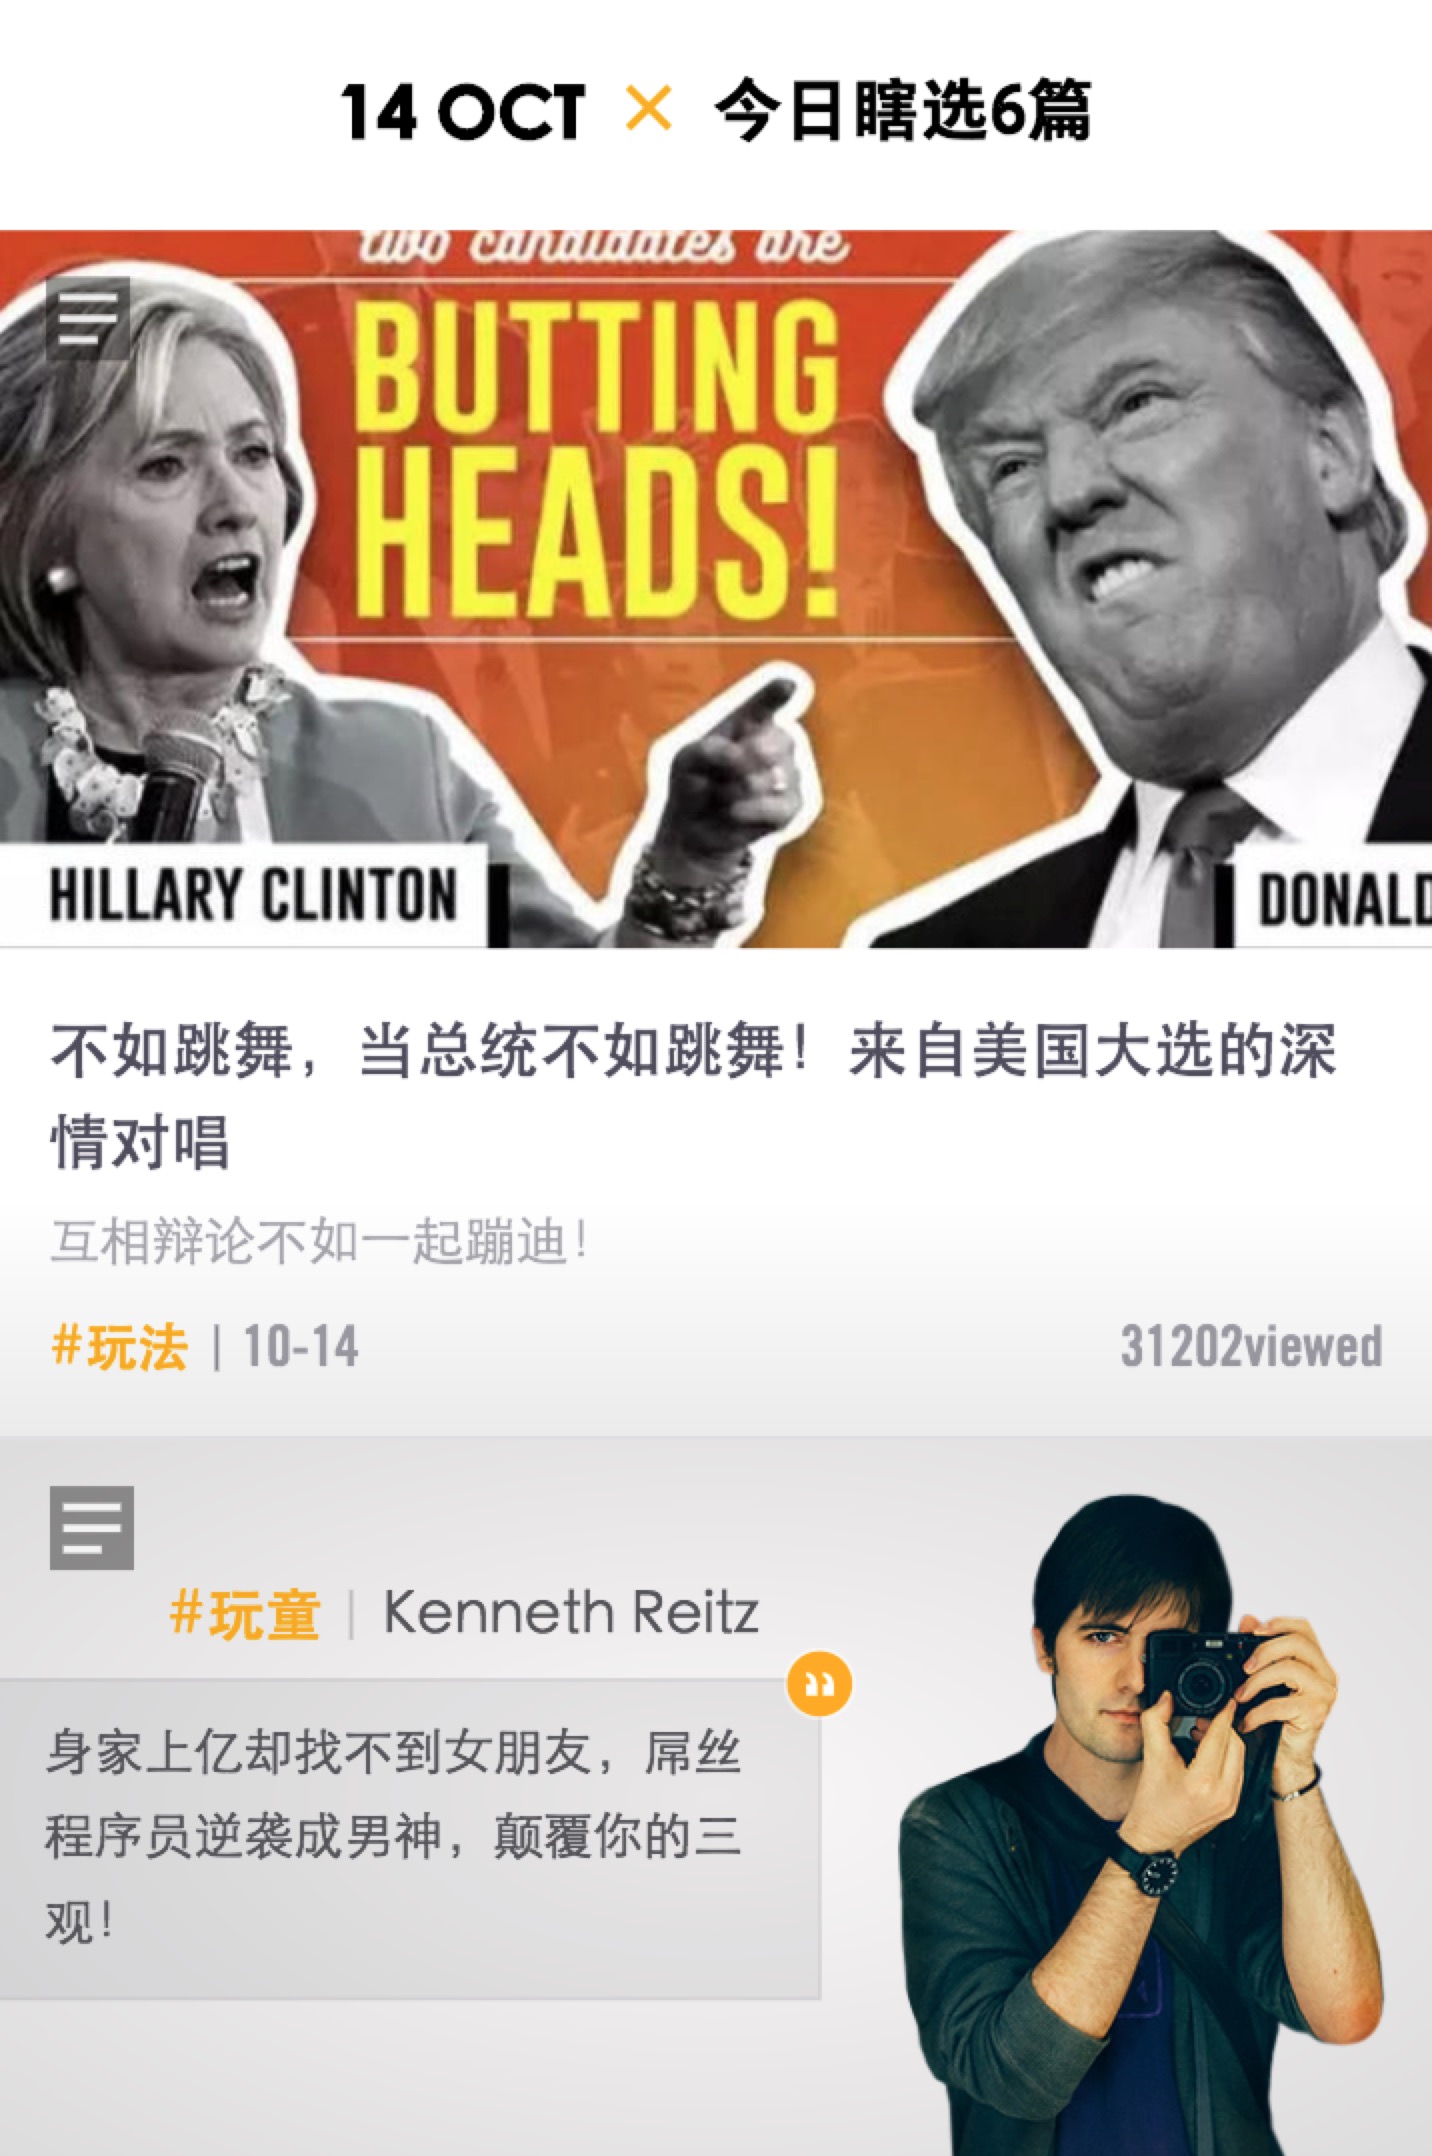 14 OCT × 今日瞎选6篇
two candidates are
BUTTING
HEADS!
HILLARY CLINTON
DONALD
不如跳舞，当总统不如跳舞！来自美国大选的深
情对唱
互相辩论不如一起蹦迪！
#玩法 | 10-14
31202viewed
#玩童 | Kenneth Reitz
身家上亿却找不到女朋友，屌丝
程序员逆袭成男神，颠覆你的三
观！